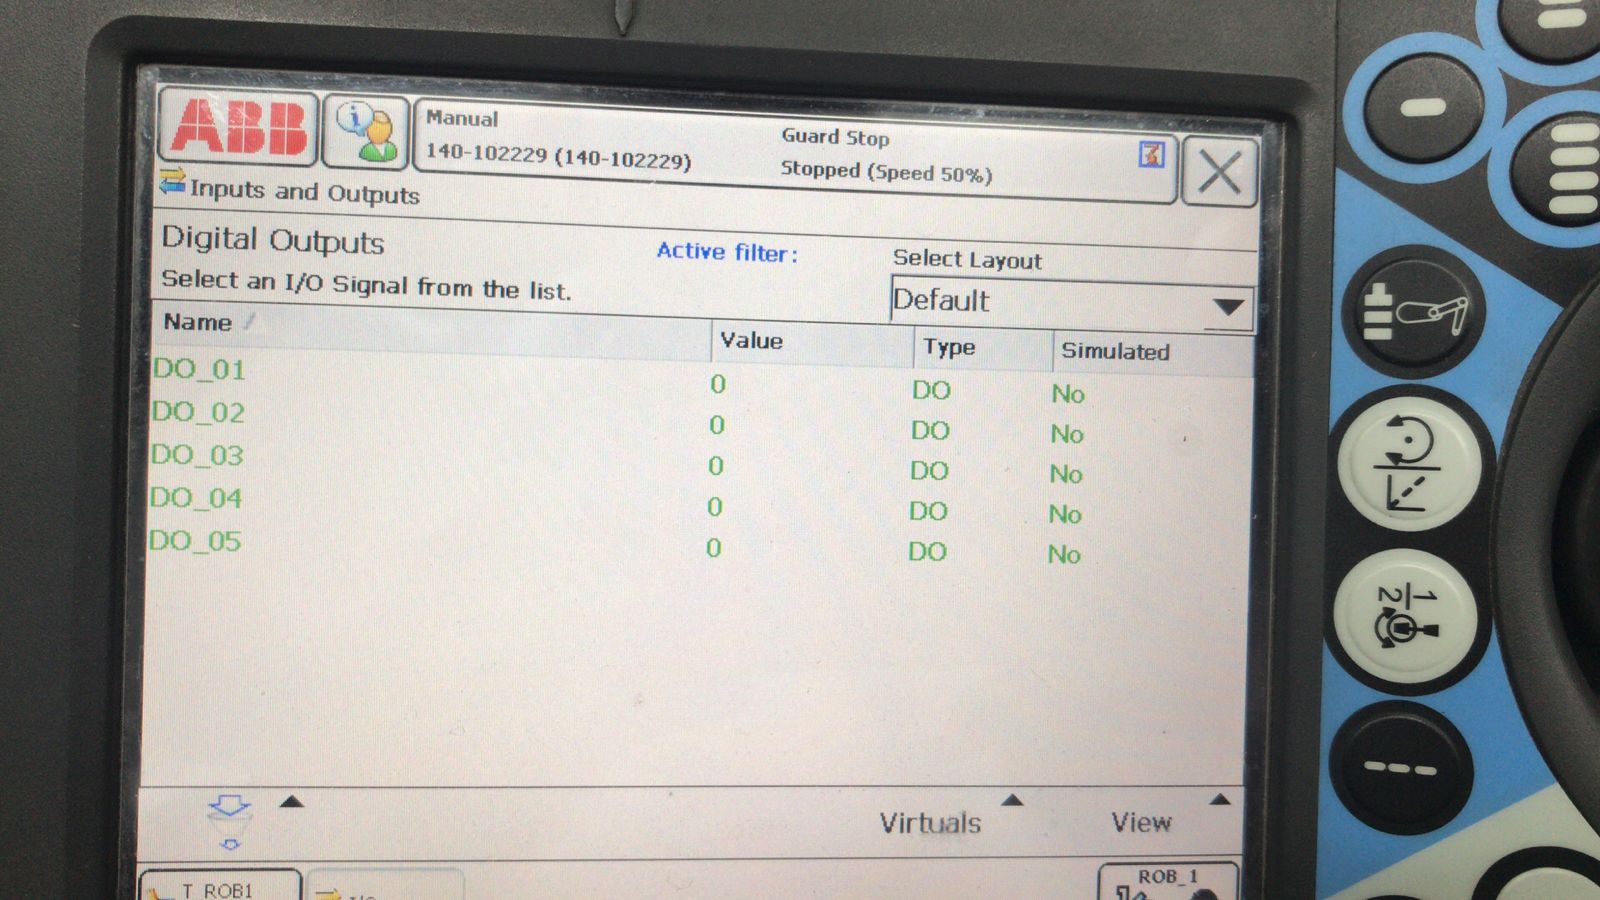 ABB
Manual
140-102229 (140-102229)
Guard Stop
Stopped (Speed 50%)
Inputs and Outputs
Digital Outputs
Select an I/O Signal from the list.
Active filter:
Select Layout
Default
Name Value Type Simulated
DO_01 0 DO No
DO_02 0 DO No
DO_03 0 DO No
DO_04 0 DO No
DO_05 0 DO No
Virtuals View
T_ROB1
ROB_1
1
2